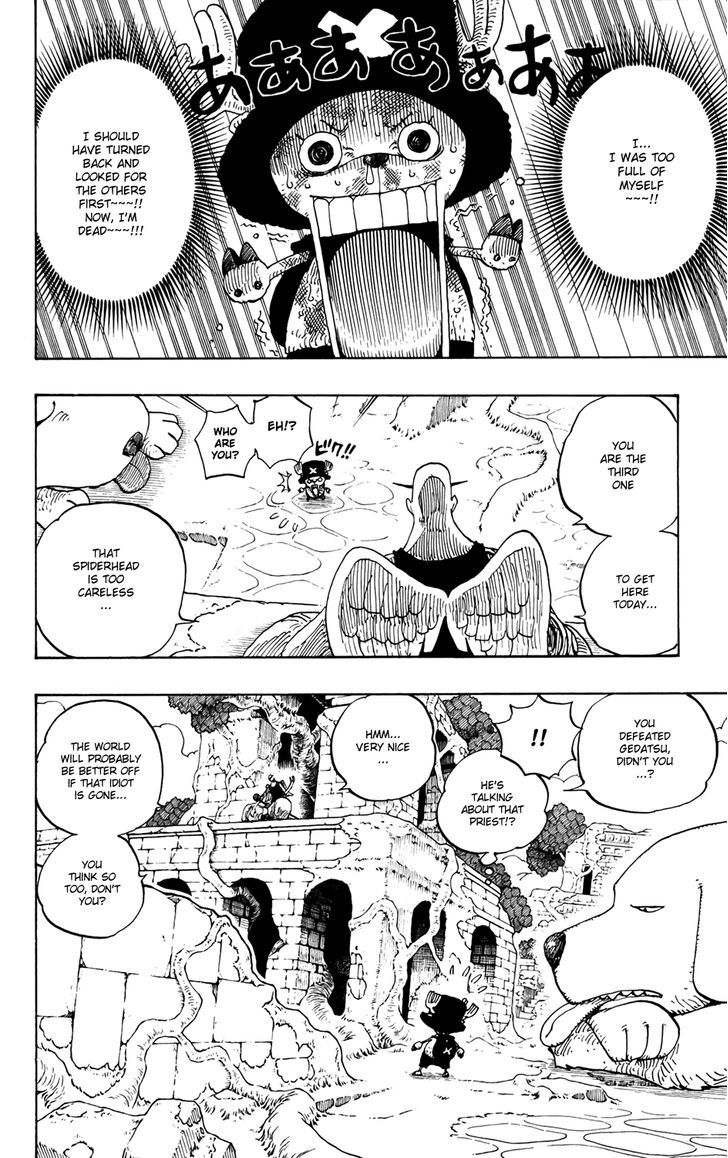 I...
I WAS TOO
FULL OF
MYSELF
~~~!!
ああああぁああ
I SHOULD
HAVE TURNED
BACK AND
LOOKED FOR
THE OTHERS
FIRST~~~!!
NOW, I'M
DEAD~~~!!!
YOU
ARE THE
THIRD
ONE
TO GET
HERE
TODAY...
EH!?
ビクッ!!
WHO
ARE
YOU?
THAT
SPIDERHEAD
IS TOO
CARELESS
...
YOU
DEFEATED
GEDATSU,
DIDN'T YOU
...?
!!
HE'S
TALKING
ABOUT THAT
PRIEST!?
HMM...
VERY NICE
...
THE WORLD
WILL PROBABLY
BE BETTER OFF
IF THAT IDIOT
IS GONE...
YOU
THINK SO
TOO, DON'T
YOU?